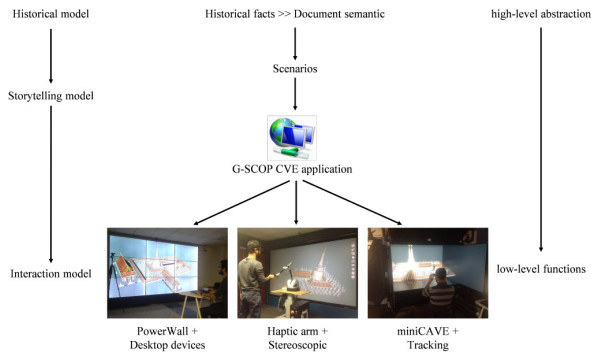 Historical model
Historical facts >> Document semantic
high-level abstraction
Scenarios
Storytelling model
G-SCOP CVE application
Interaction model
low-level functions
PowerWall +
Desktop devices
Haptic arm +
Stereoscopic
miniCAVE +
Tracking